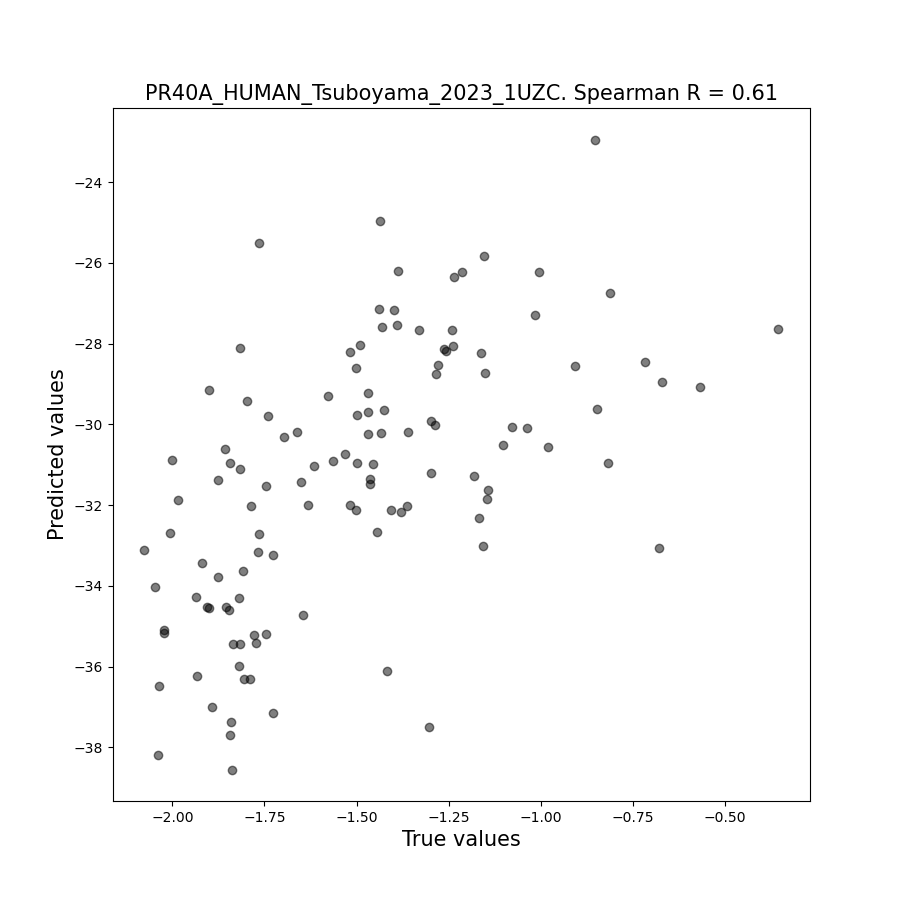 PR40A_HUMAN_Tsuboyama_2023_1UZC. Spearman R = 0.61
Predicted values
−24
−26
−28
−30
−32
−34
−36
−38
−2.00 −1.75 −1.50 −1.25 −1.00 −0.75 −0.50
True values